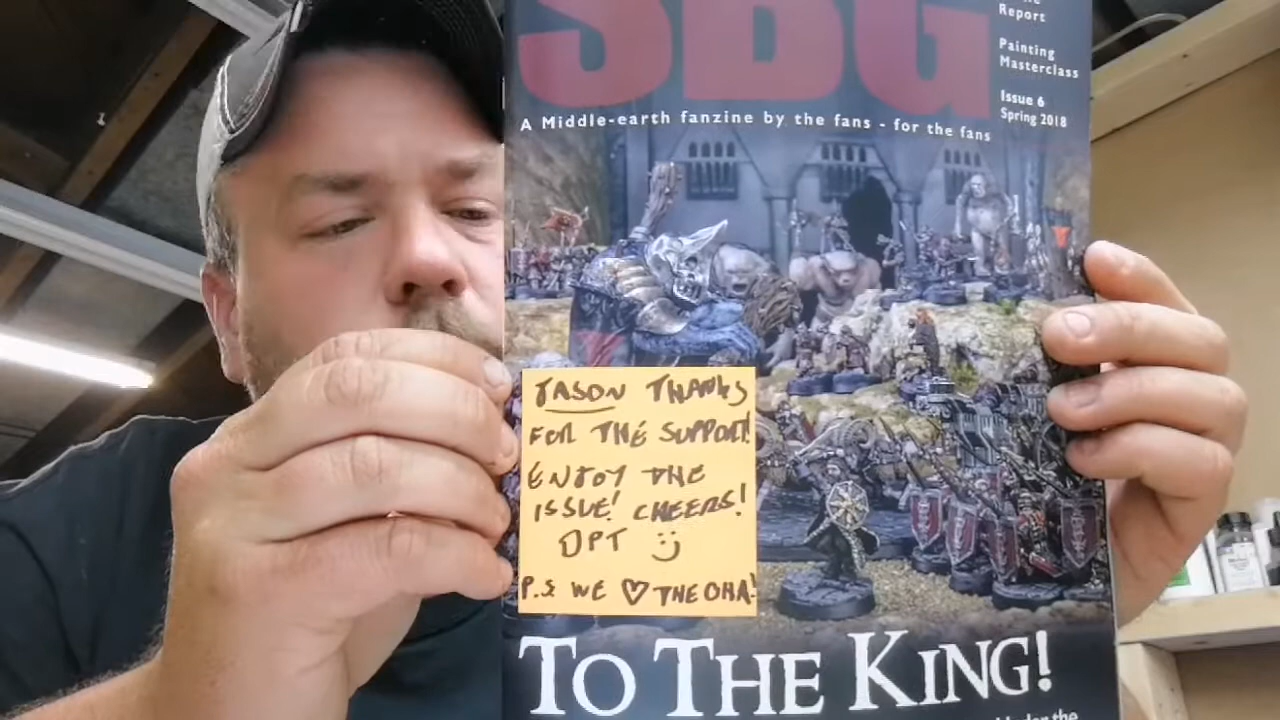 SBG
Report
Painting
Masterclass
Issue 6
Spring 2018
A Middle-earth fanzine by the fans - for the fans
JASON THANKS
FOR THE SUPPORT!
ENJOY THE
ISSUE! CHEERS!
DPT :)
P.S WE ♡ THE OHA!
TO THE KING!
the